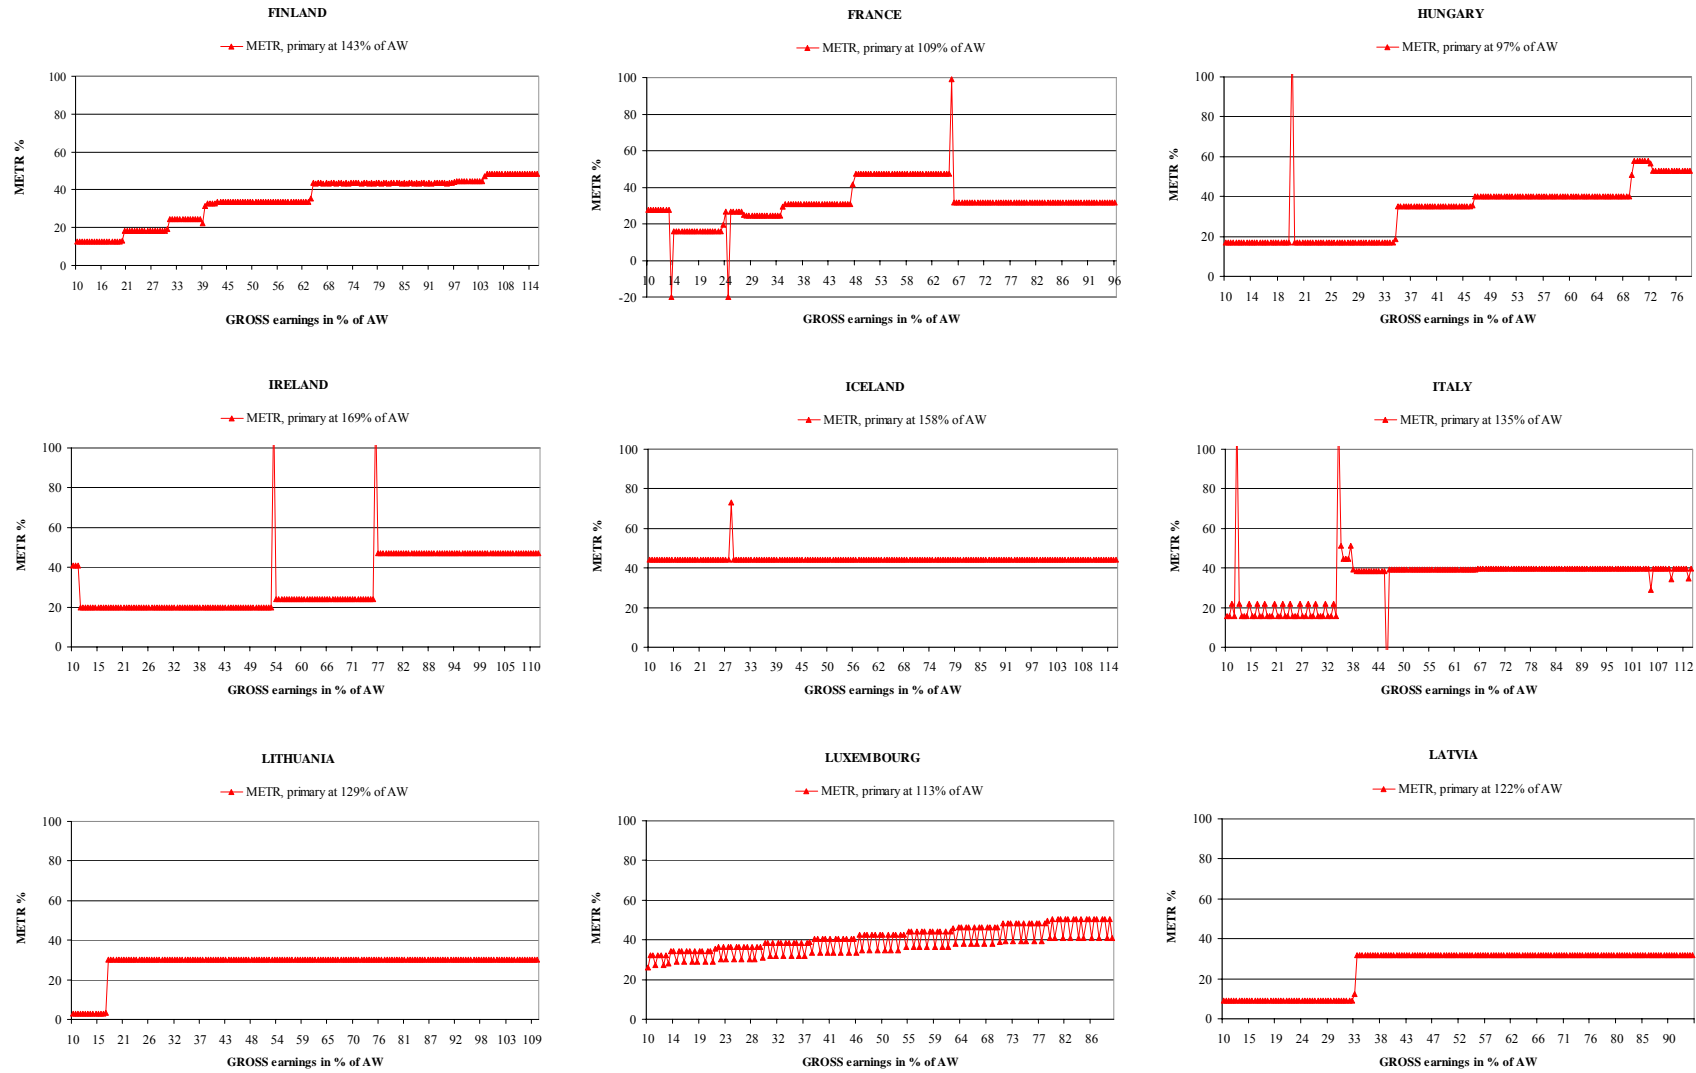 FINLAND
METR, primary at 143% of AW
100
80
60
40
20
0
METR %
10 16 21 27 33 39 45 50 56 62 68 74 79 85 91 97 103 108 114
GROSS earnings in % of AW
FRANCE
METR, primary at 109% of AW
100
80
60
40
20
0
-20
METR %
10 14 19 24 29 34 38 43 48 53 58 62 67 72 77 82 86 91 96
GROSS earnings in % of AW
HUNGARY
METR, primary at 97% of AW
100
80
60
40
20
0
METR %
10 14 18 21 25 29 33 37 41 45 49 53 57 60 64 68 72 76
GROSS earnings in % of AW
IRELAND
METR, primary at 169% of AW
100
80
60
40
20
0
METR %
10 15 21 26 32 38 43 49 54 60 66 71 77 82 88 94 99 105 110
GROSS earnings in % of AW
ICELAND
METR, primary at 158% of AW
100
80
60
40
20
0
METR %
10 16 21 27 33 39 45 50 56 62 68 74 79 85 91 97 103 108 114
GROSS earnings in % of AW
ITALY
METR, primary at 135% of AW
100
80
60
40
20
0
METR %
10 15 21 27 32 38 44 50 55 61 67 72 78 84 89 95 101 107 112
GROSS earnings in % of AW
LITHUANIA
METR, primary at 129% of AW
100
80
60
40
20
0
METR %
10 15 21 26 32 37 43 48 54 59 65 70 76 81 87 92 98 103 109
GROSS earnings in % of AW
LUXEMBOURG
METR, primary at 113% of AW
100
80
60
40
20
0
METR %
10 14 19 23 28 32 37 41 46 50 55 59 64 68 73 77 82 86
GROSS earnings in % of AW
LATVIA
METR, primary at 122% of AW
100
80
60
40
20
0
METR %
10 14 19 24 29 33 38 43 47 52 57 62 66 71 76 80 85 90
GROSS earnings in % of AW